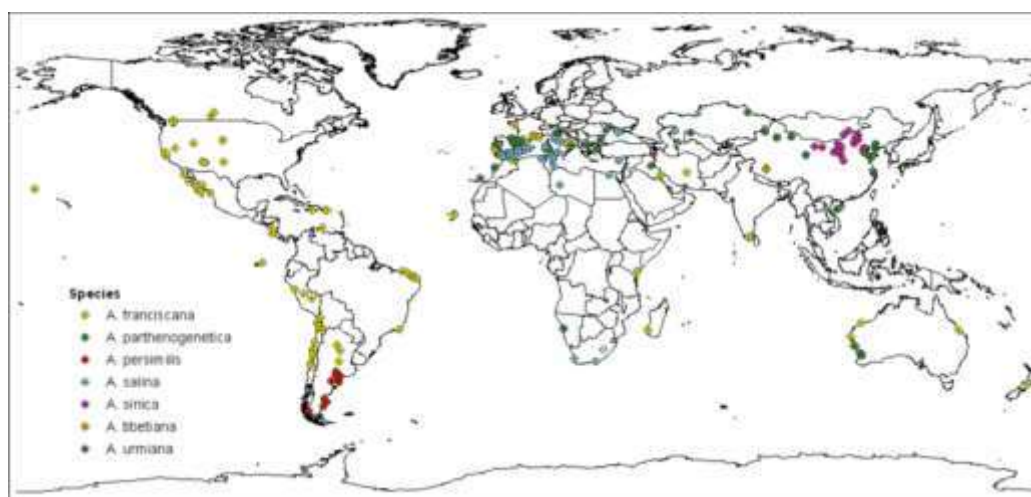 Species
A. franciscana
A. parthenogenetica
A. persimilis
A. salina
A. sinica
A. tibetiana
A. urmiana